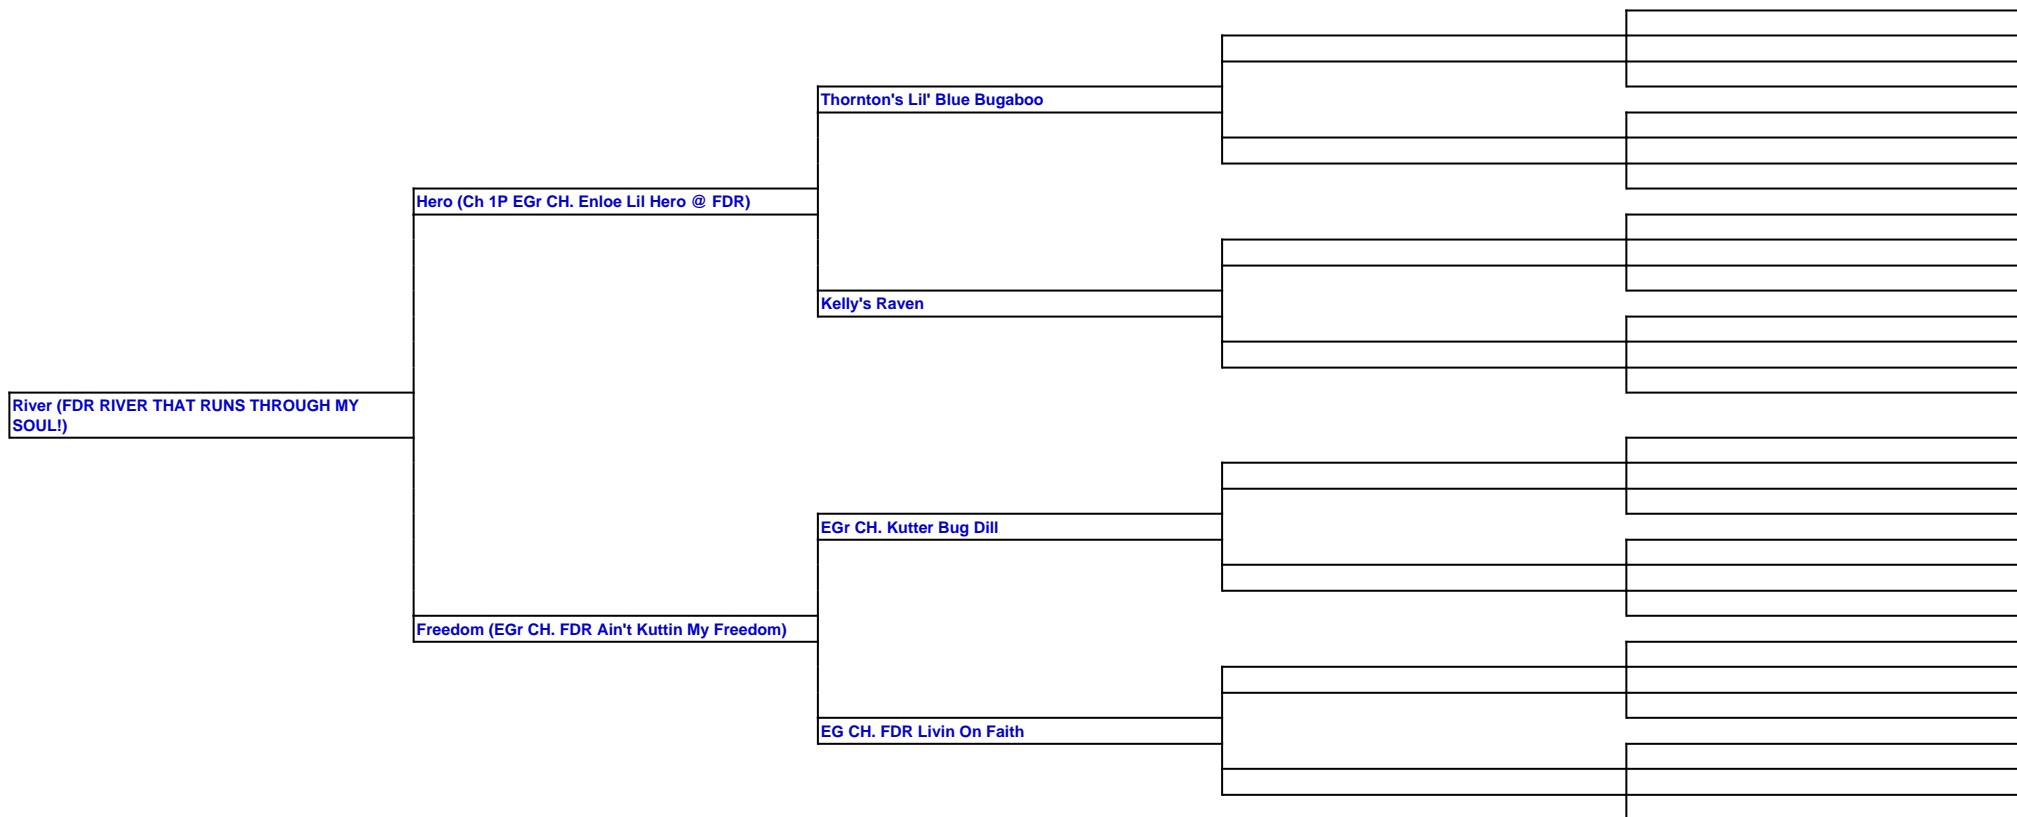 Thornton's Lil' Blue Bugaboo
Hero (Ch 1P EGr CH. Enloe Lil Hero @ FDR)
Kelly's Raven
River (FDR RIVER THAT RUNS THROUGH MY
SOUL!)
EGr CH. Kutter Bug Dill
Freedom (EGr CH. FDR Ain't Kuttin My Freedom)
EG CH. FDR Livin On Faith